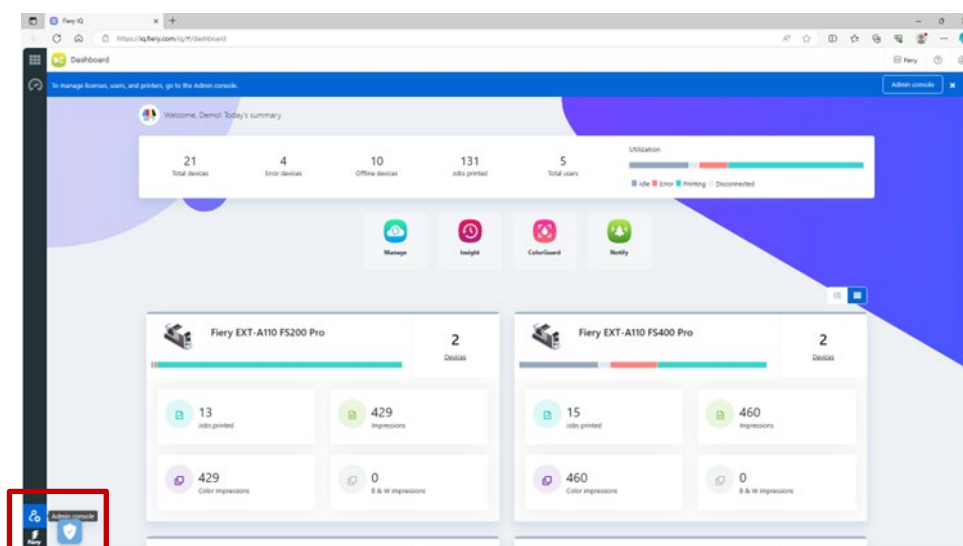 Fiery IQ
https://iq.fiery.com/iq/#/dashboard
Dashboard
Fiery
To manage licenses, users, and printers, go to the Admin console.
Admin console
Welcome, Demo! Today's summary
21
Total devices
4
Error devices
10
Offline devices
131
Jobs printed
5
Total users
Utilization
Idle Error Printing Disconnected
Manage
Insight
ColorGuard
Notify
Fiery EXT-A110 FS200 Pro
2
Devices
13
Jobs printed
429
Impressions
429
Color impressions
0
B & W impressions
Fiery EXT-A110 FS400 Pro
2
Devices
15
Jobs printed
460
Impressions
460
Color impressions
0
B & W impressions
Admin console
Fiery